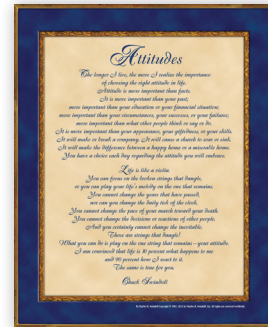 Attitudes
The longer I live, the more I realize the importance
of choosing the right attitude in life.
Attitude is more important than facts.
It is more important than your past;
more important than your education or your financial situation;
more important than your circumstances, your successes, or your failures;
more important than what other people think or say or do.
It is more important than your appearance, your giftedness, or your skills.
It will make or break a company. It will cause a church to soar or sink.
It will make the difference between a happy home or a miserable home.
You have a choice each day regarding the attitude you will embrace.
Life is like a violin.
You can focus on the broken strings that dangle,
or you can play your life's melody on the one that remains.
You cannot change the years that have passed,
nor can you change the daily tick of the clock.
You cannot change the pace of your march toward your death.
You cannot change the decisions or reactions of other people.
And you certainly cannot change the inevitable.
Those are strings that dangle!
What you can do is play on the one string that remains – your attitude.
I am convinced that life is 10 percent what happens to me
and 90 percent how I react to it.
The same is true for you.
Chuck Swindoll